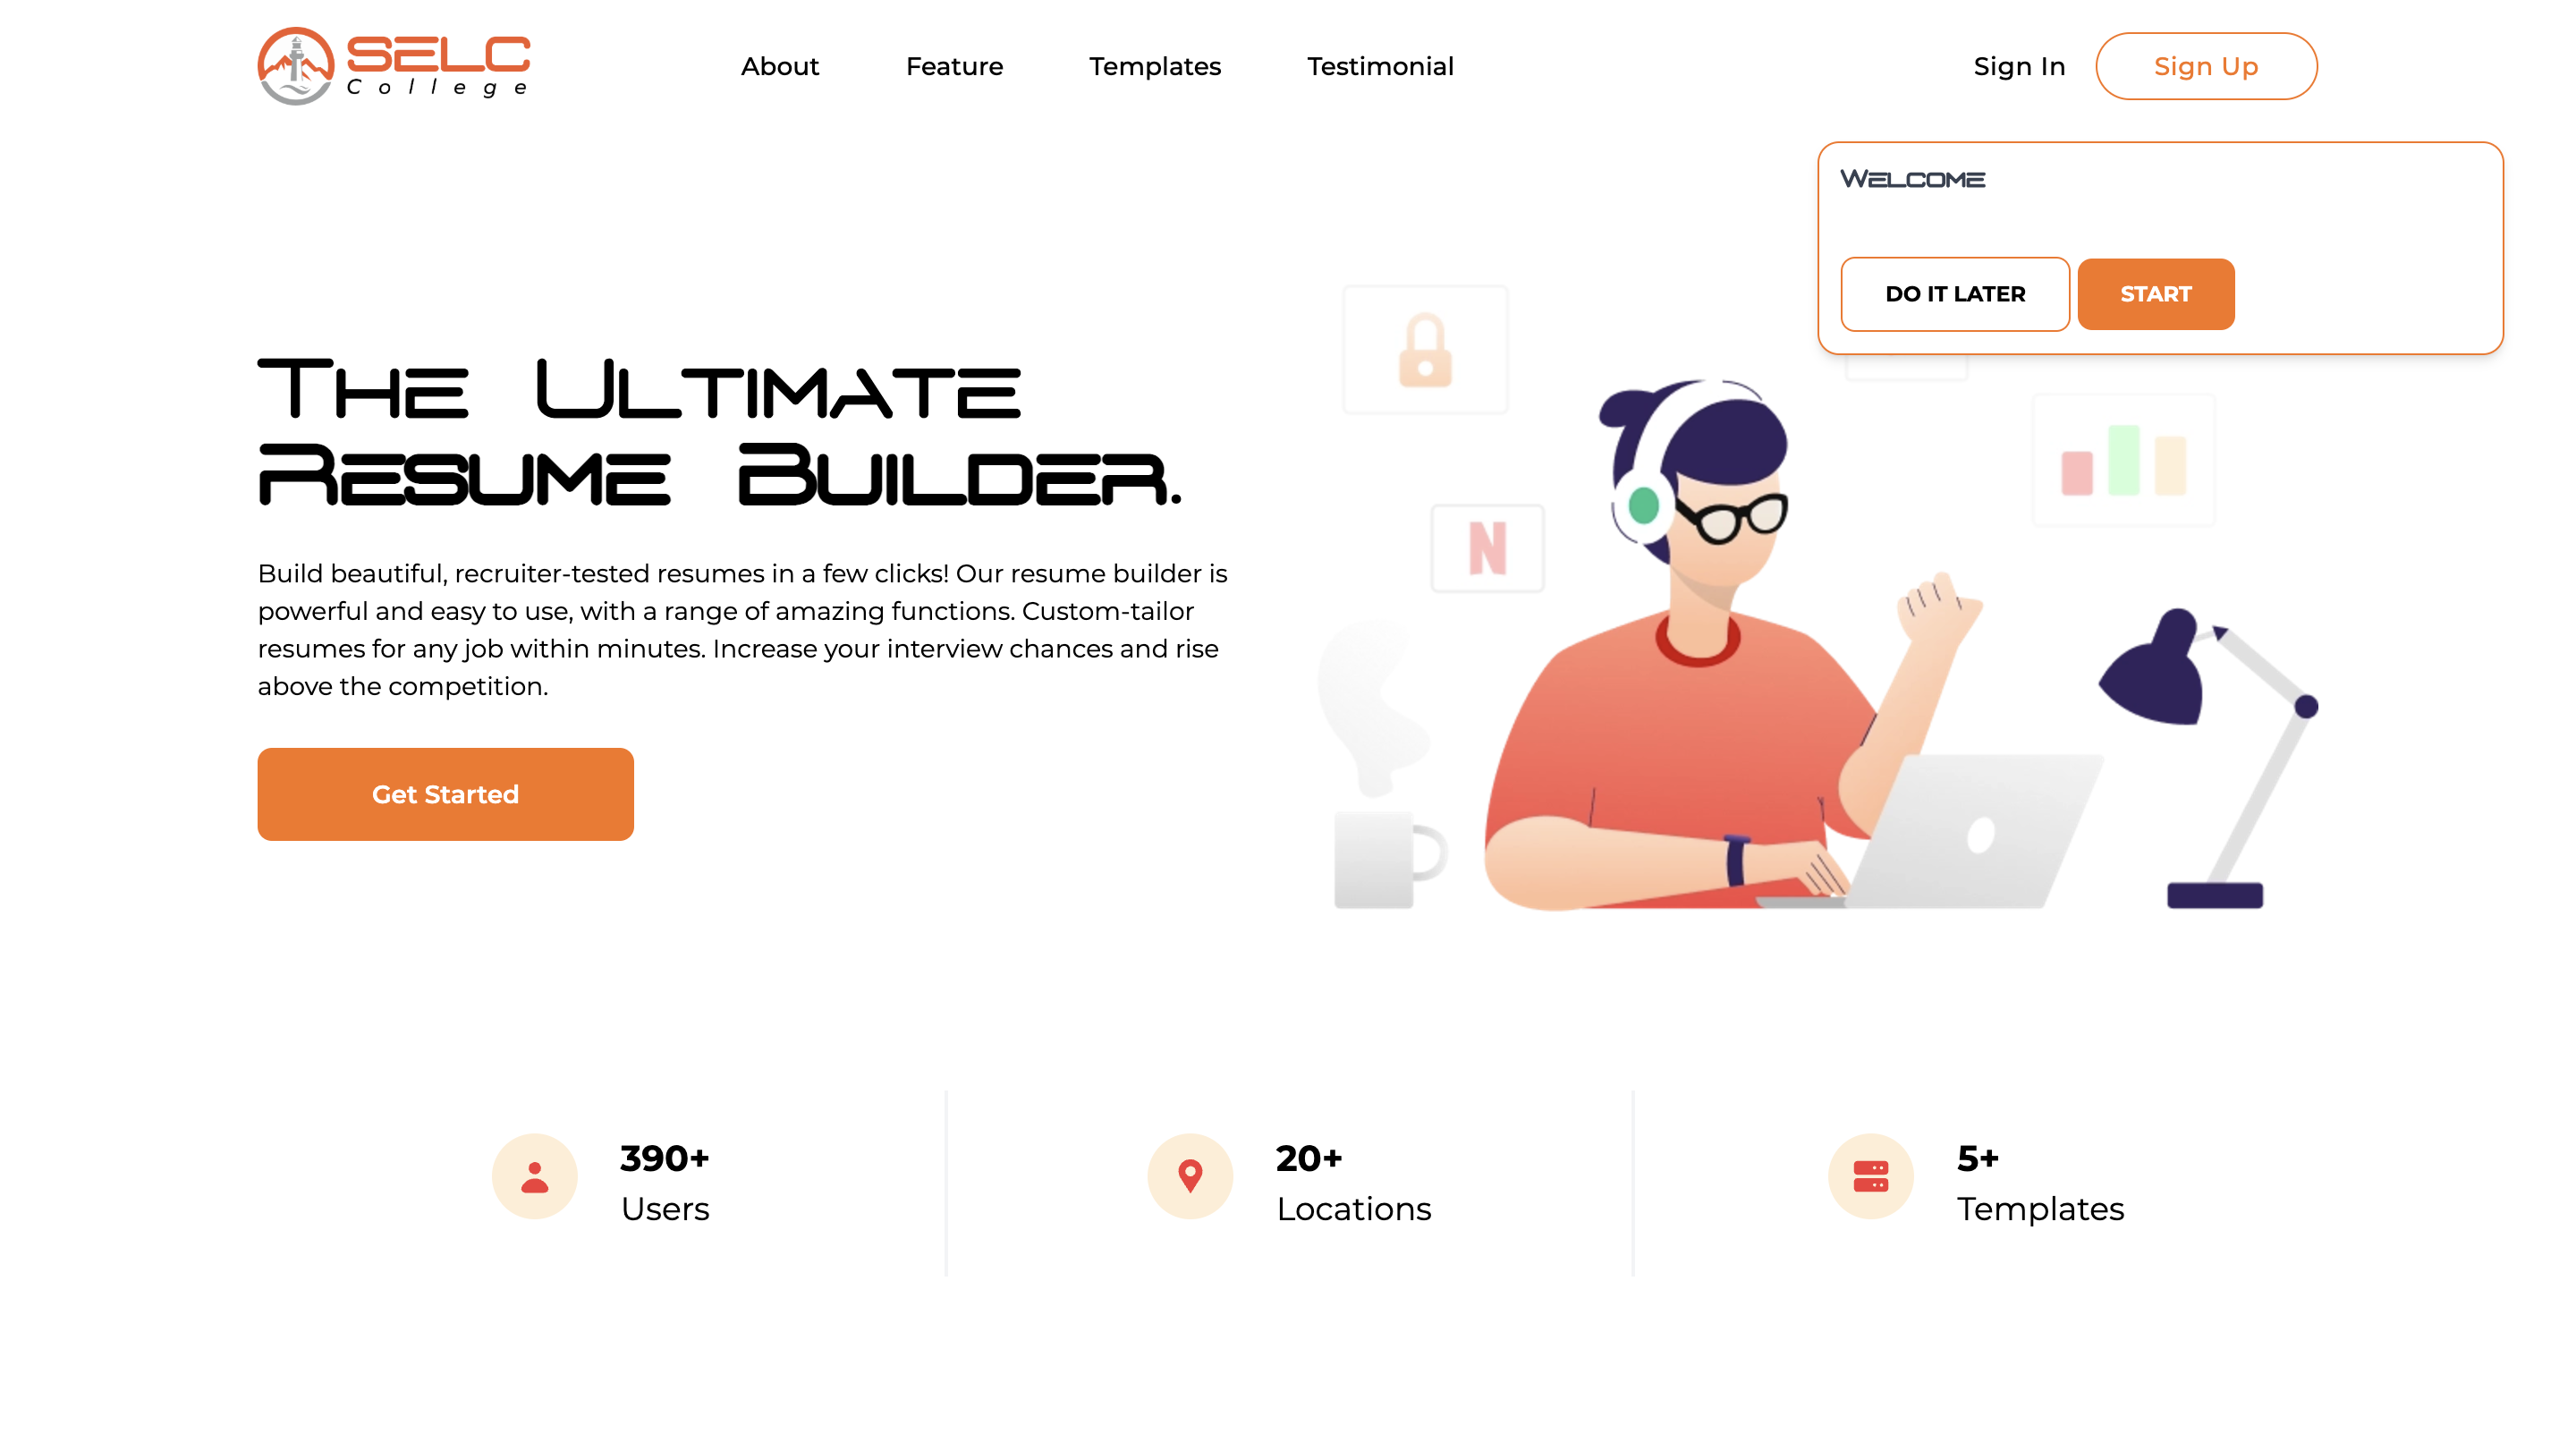 SELC
College
About
Feature
Templates
Testimonial
Sign In
Sign Up
Welcome
DO IT LATER
START
The Ultimate
Resume Builder.
N
Build beautiful, recruiter-tested resumes in a few clicks! Our resume builder is
powerful and easy to use, with a range of amazing functions. Custom-tailor
resumes for any job within minutes. Increase your interview chances and rise
above the competition.
Get Started
390+
Users
20+
Locations
5+
Templates